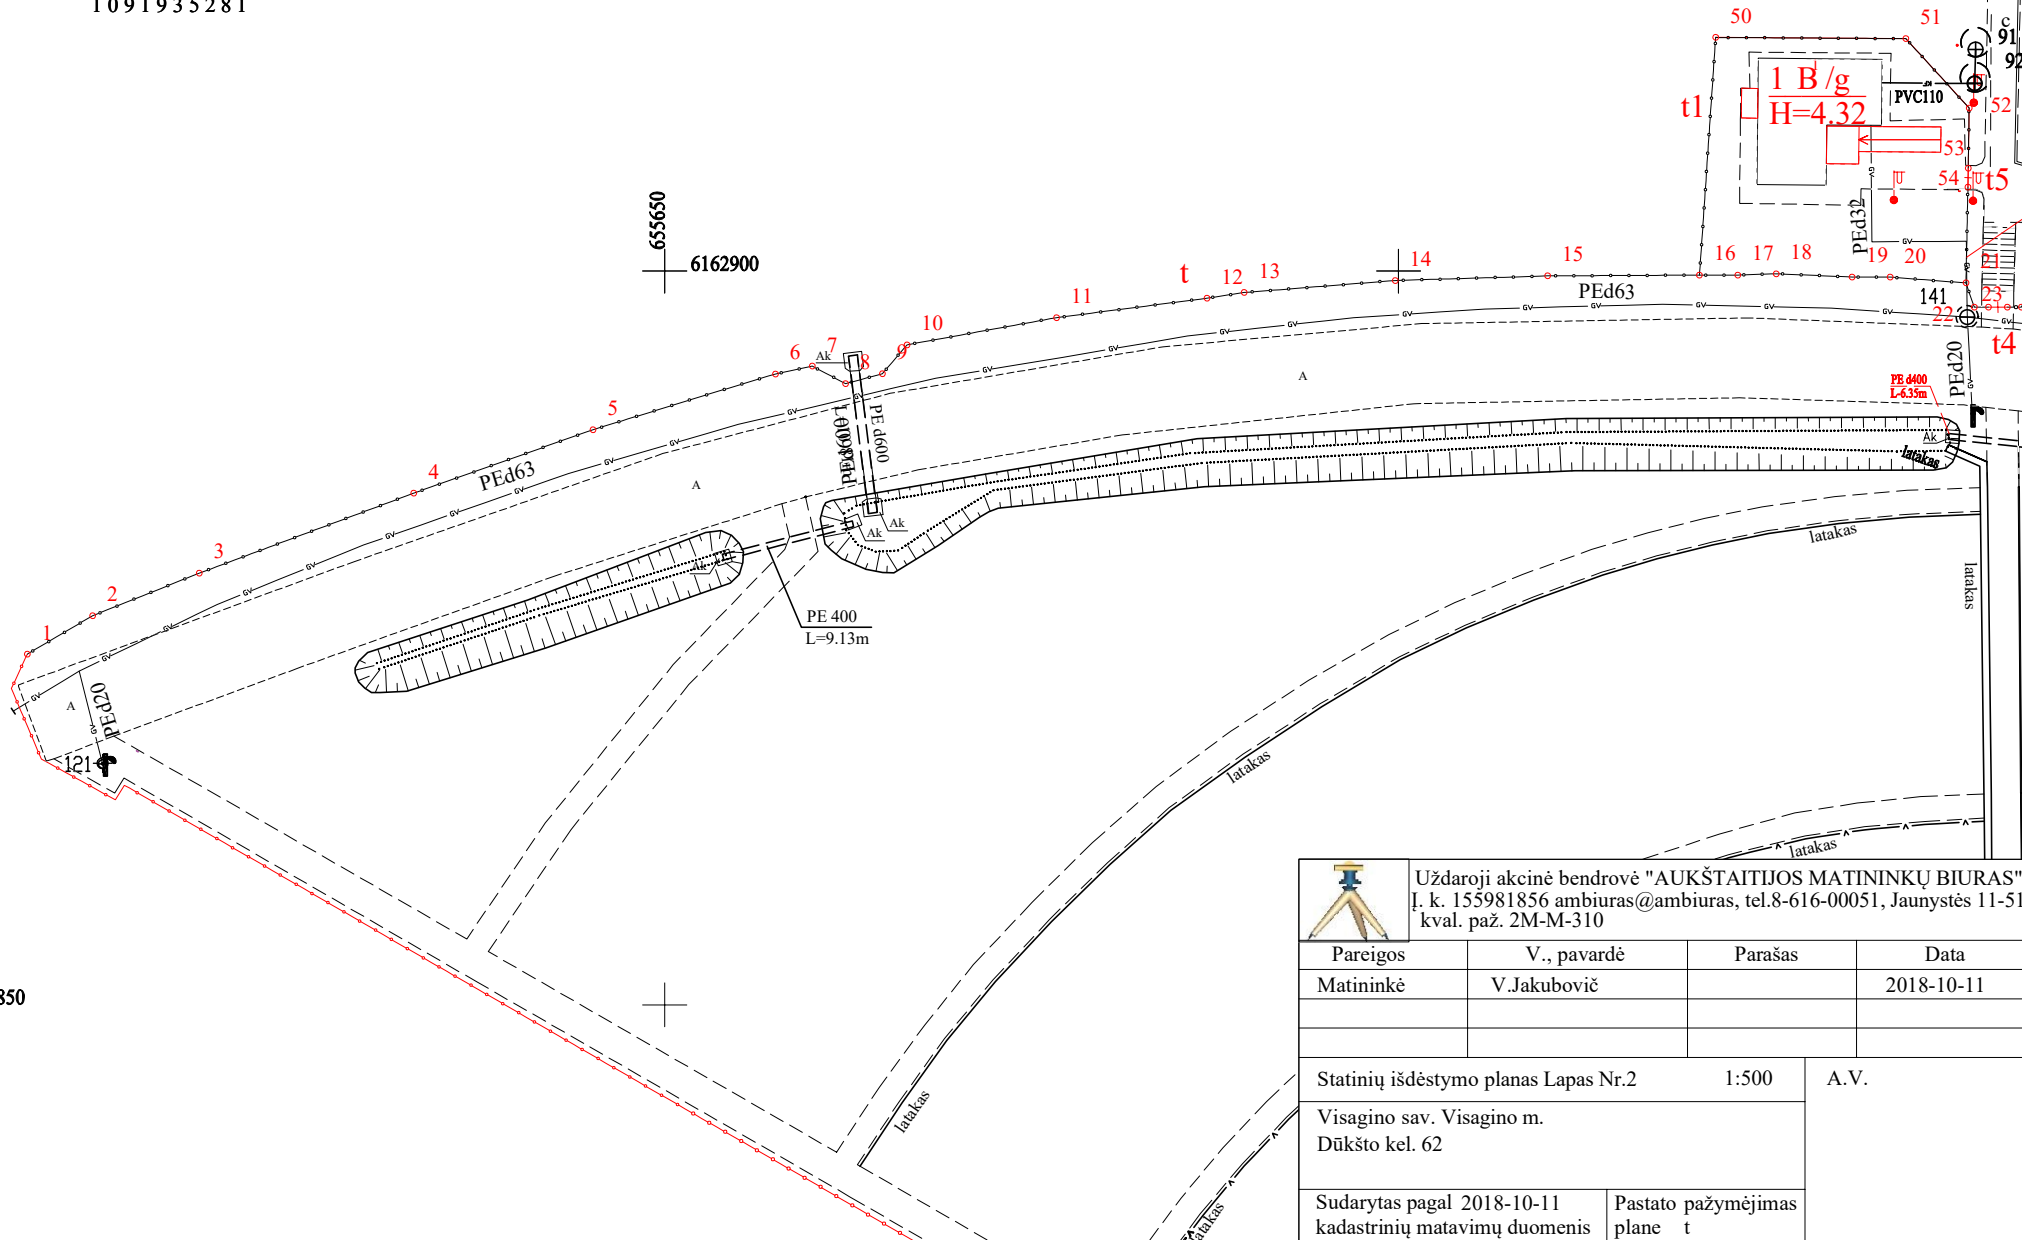 1091935281
50
51
c
91
92
1 B /g
H=4.32
t1
PVC110
52
53
54
t5
PEd32
655650
6162900
t
12
13
14
15
16
17
18
19
20
21
141
23
22
t4
PEd63
11
10
9
8
7
6
Ak
A
5
4
PEd63
3
2
1
A
PE d600
PEd20
PE d400
L-6.35m
Ak
latakas
Ak
Ak
Ak
PE 400
L=9.13m
latakas
latakas
A
PEd20
121
latakas
latakas
latakas
850
Uždaroji akcinė bendrovė "AUKŠTAITIJOS MATININKŲ BIURAS"
Į. k. 155981856 ambiuras@ambiuras, tel.8-616-00051, Jaunystės 11-51
kval. paž. 2M-M-310
Pareigos V., pavardė Parašas Data
Matininkė V.Jakubovič 2018-10-11
Statinių išdėstymo planas Lapas Nr.2 1:500 A.V.
Visagino sav. Visagino m.
Dūkšto kel. 62
Sudarytas pagal 2018-10-11
kadastrinių matavimų duomenis
Pastato pažymėjimas
plane t